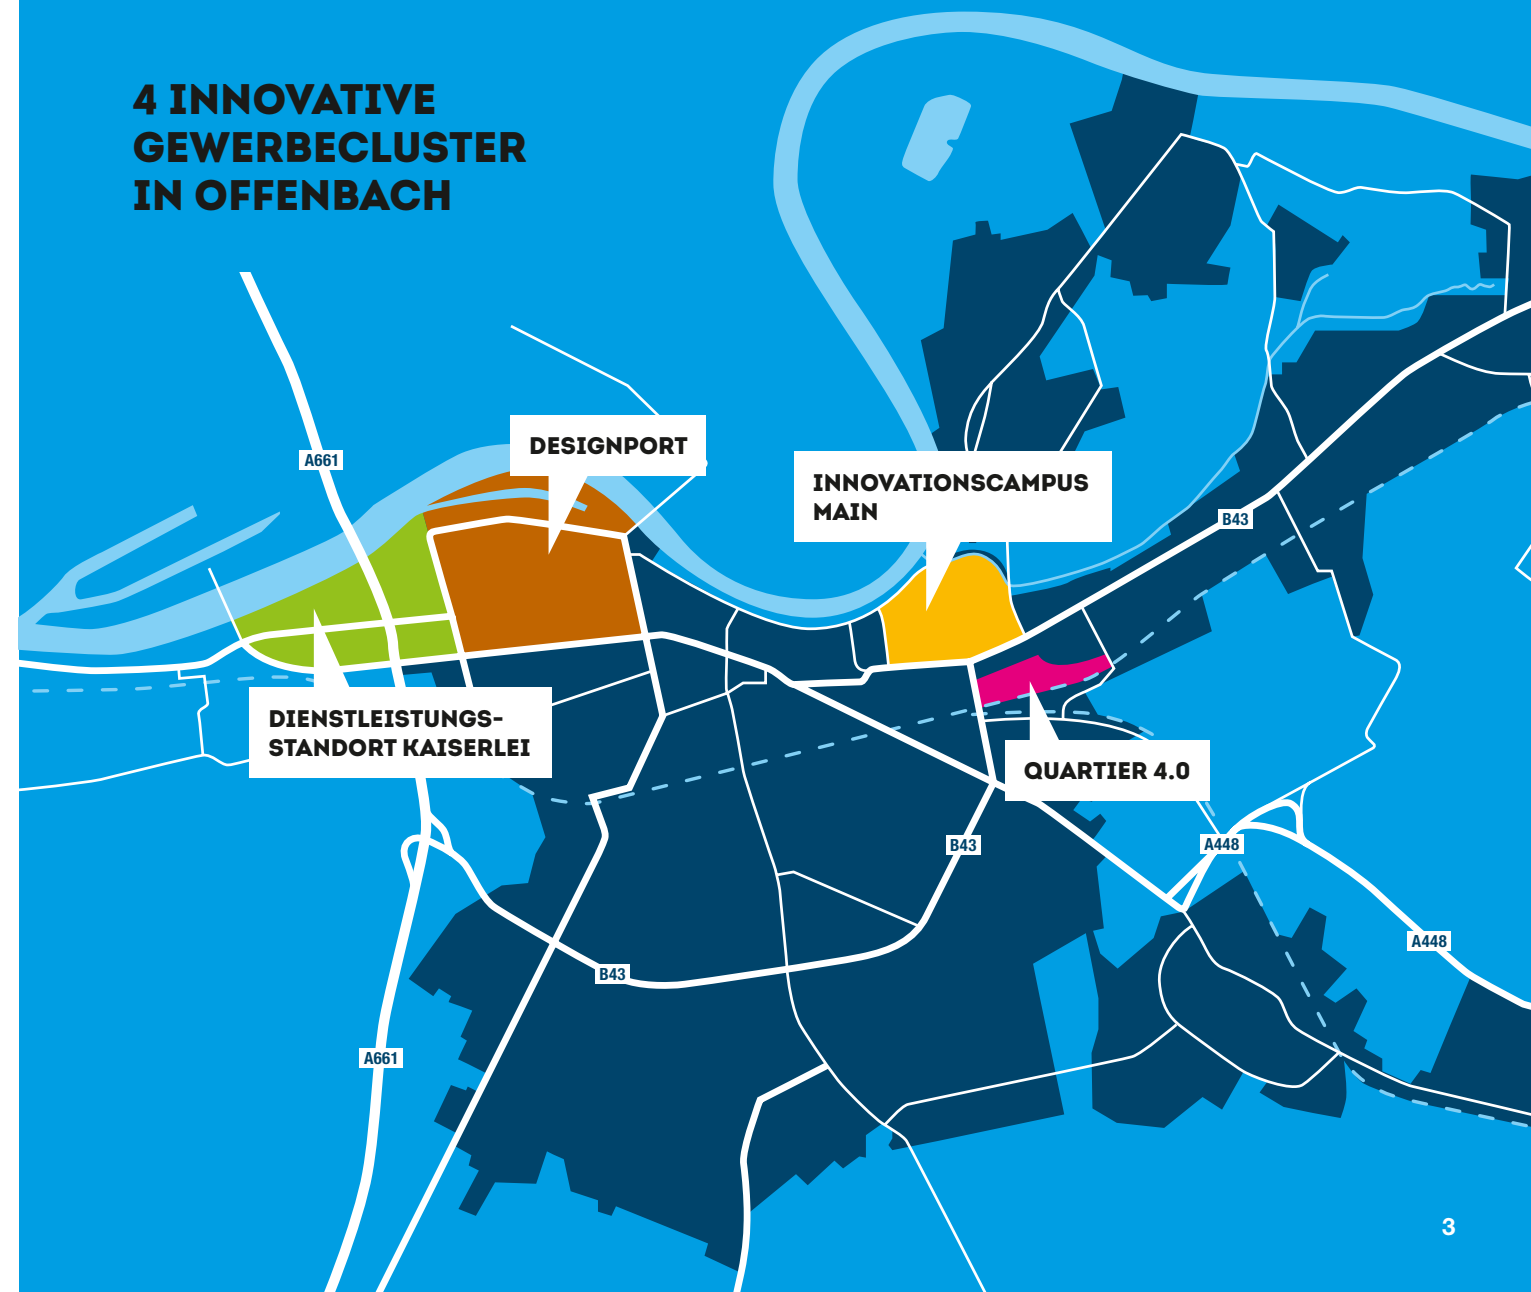 4 INNOVATIVE
GEWERBECLUSTER
IN OFFENBACH
A661
DESIGNPORT
INNOVATIONSCAMPUS
MAIN
B43
DIENSTLEISTUNGS-
STANDORT KAISERLEI
QUARTIER 4.0
B43
A448
A448
B43
A661
3